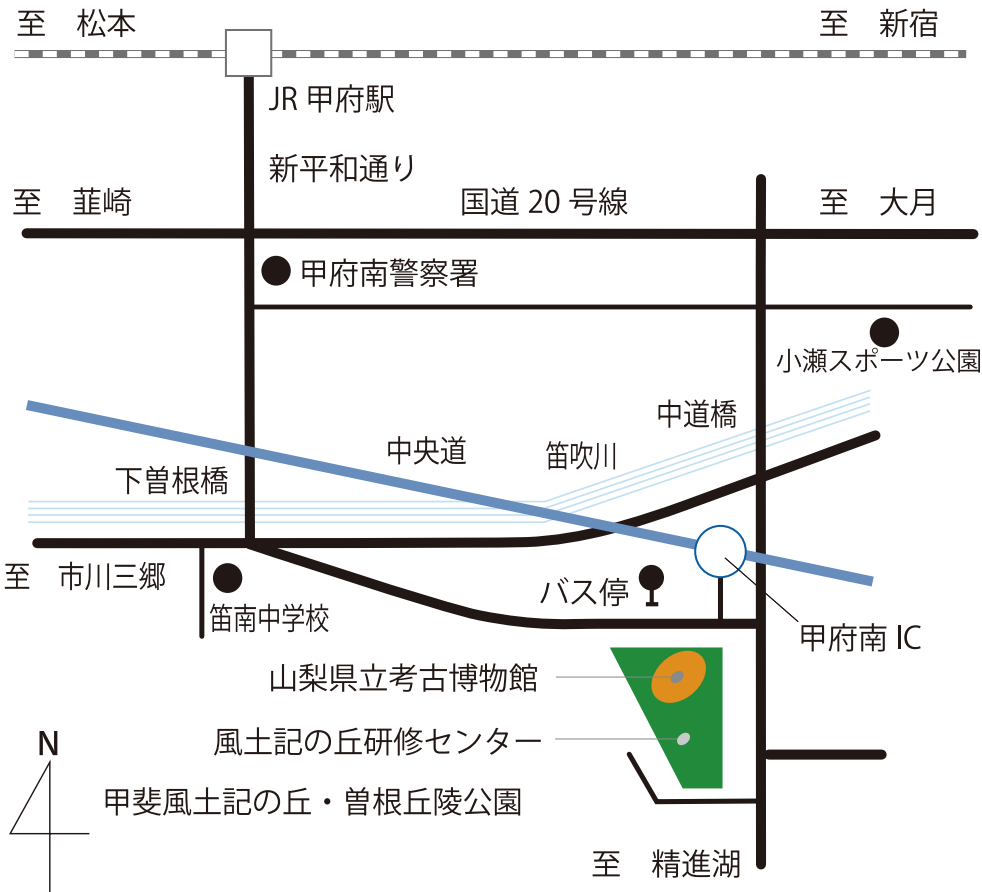 至　松本
至　新宿
JR 甲府駅
新平和通り
至　韮崎
国道 20 号線
至　大月
甲府南警察署
小瀬スポーツ公園
中道橋
中央道
笛吹川
下曽根橋
至　市川三郷
バス停
笛南中学校
甲府南 IC
山梨県立考古博物館
風土記の丘研修センター
N
甲斐風土記の丘・曽根丘陵公園
至　精進湖